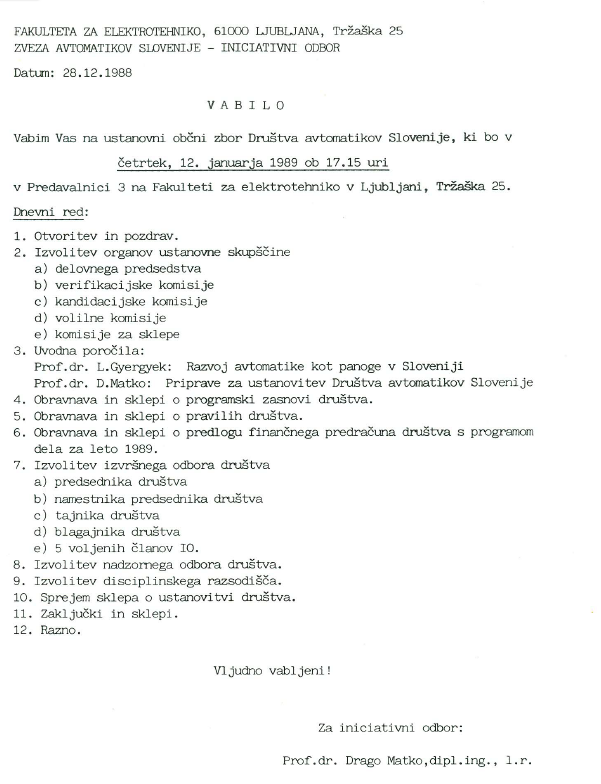 FAKULTETA ZA ELEKTROTEHNIKO, 61000 LJUBLJANA, Tržaška 25
ZVEZA AVTOMATIKOV SLOVENIJE - INICIATIVNI ODBOR
Datum: 28.12.1988
V A B I L O
Vabim Vas na ustanovni občni zbor Društva avtomatikov Slovenije, ki bo v
četrtek, 12. januarja 1989 ob 17.15 uri
v Predavalnici 3 na Fakulteti za elektrotehniko v Ljubljani, Tržaška 25.
Dnevni red:
1. Otvoritev in pozdrav.
2. Izvolitev organov ustanovne skupščine
a) delovnega predsedstva
b) verifikacijske komisije
c) kandidacijske komisije
d) volilne komisije
e) komisije za sklepe
3. Uvodna poročila:
Prof.dr. L.Gyergyek: Razvoj avtomatike kot panoge v Sloveniji
Prof.dr. D.Matko: Priprave za ustanovitev Društva avtomatikov Slovenije
4. Obravnava in sklepi o programski zasnovi društva.
5. Obravnava in sklepi o pravilih društva.
6. Obravnava in sklepi o predlogu finančnega predračuna društva s programom
dela za leto 1989.
7. Izvolitev izvršnega odbora društva
a) predsednika društva
b) namestnika predsednika društva
c) tajnika društva
d) blagajnika društva
e) 5 voljenih članov IO.
8. Izvolitev nadzornega odbora društva.
9. Izvolitev disciplinskega razsodišča.
10. Sprejem sklepa o ustanovitvi društva.
11. Zaključki in sklepi.
12. Razno.
Vljudno vabljeni!
Za iniciativni odbor:
Prof.dr. Drago Matko,dipl.ing., l.r.